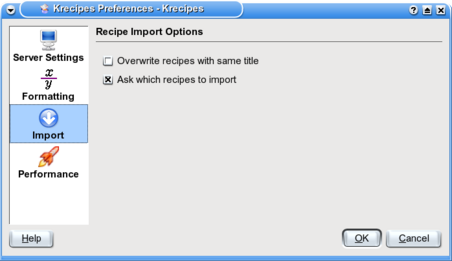 Krecipes Preferences - Krecipes
Recipe Import Options
Server Settings
Overwrite recipes with same title
Ask which recipes to import
x
y
Formatting
Import
Performance
Help
OK
Cancel